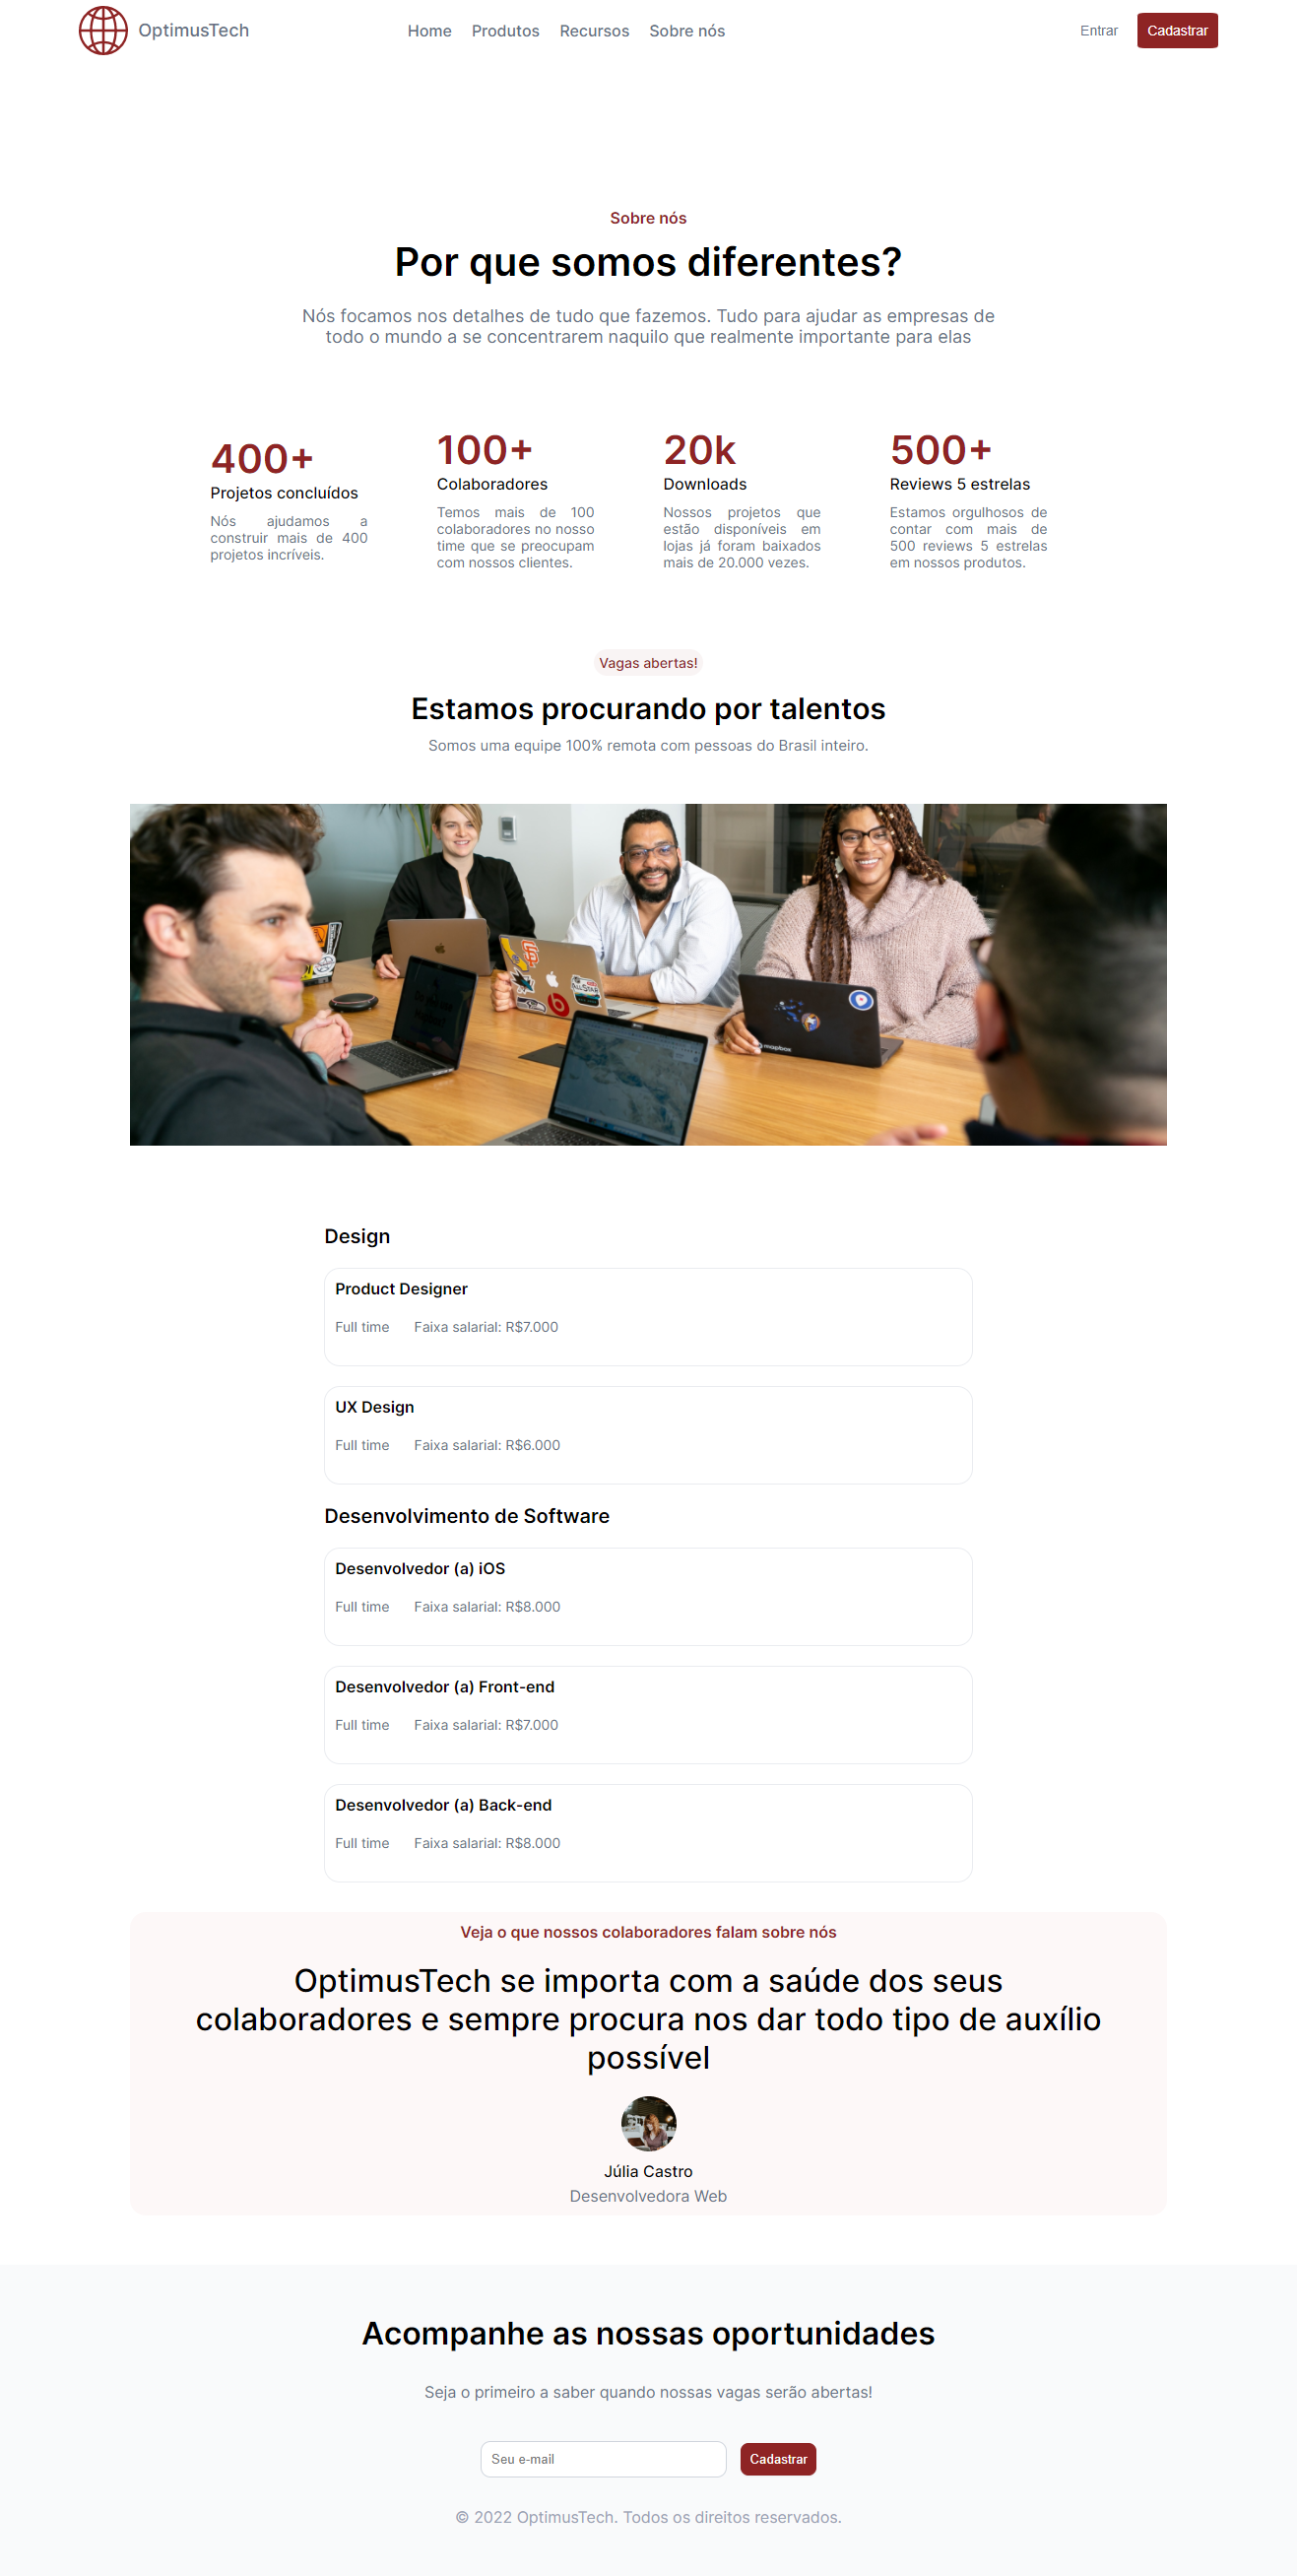 OptimusTech
Home Produtos Recursos Sobre nós
Entrar Cadastrar
Sobre nós
Por que somos diferentes?
Nós focamos nos detalhes de tudo que fazemos. Tudo para ajudar as empresas de
todo o mundo a se concentrarem naquilo que realmente importante para elas
400+
Projetos concluídos
Nós ajudamos a
construir mais de 400
projetos incríveis.
100+
Colaboradores
Temos mais de 100
colaboradores no nosso
time que se preocupam
com nossos clientes.
20k
Downloads
Nossos projetos que
estão disponíveis em
lojas já foram baixados
mais de 20.000 vezes.
500+
Reviews 5 estrelas
Estamos orgulhosos de
contar com mais de
500 reviews 5 estrelas
em nossos produtos.
Vagas abertas!
Estamos procurando por talentos
Somos uma equipe 100% remota com pessoas do Brasil inteiro.
ALL STAR
mapbox
Design
Product Designer
Full time Faixa salarial: R$7.000
UX Design
Full time Faixa salarial: R$6.000
Desenvolvimento de Software
Desenvolvedor (a) iOS
Full time Faixa salarial: R$8.000
Desenvolvedor (a) Front-end
Full time Faixa salarial: R$7.000
Desenvolvedor (a) Back-end
Full time Faixa salarial: R$8.000
Veja o que nossos colaboradores falam sobre nós
OptimusTech se importa com a saúde dos seus
colaboradores e sempre procura nos dar todo tipo de auxílio
possível
Júlia Castro
Desenvolvedora Web
Acompanhe as nossas oportunidades
Seja o primeiro a saber quando nossas vagas serão abertas!
Seu e-mail Cadastrar
© 2022 OptimusTech. Todos os direitos reservados.